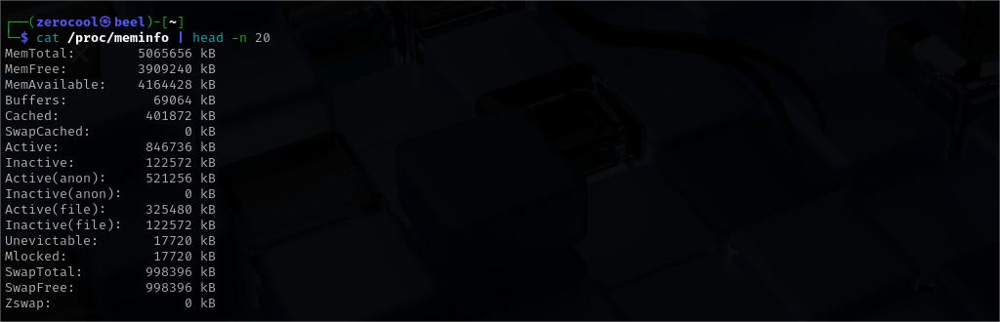 ┌──(zerocool㉿beel)-[~]
└─$ cat /proc/meminfo | head -n 20
MemTotal:        5065656 kB
MemFree:         3909240 kB
MemAvailable:    4164428 kB
Buffers:           69064 kB
Cached:           401872 kB
SwapCached:            0 kB
Active:           846736 kB
Inactive:         122572 kB
Active(anon):     521256 kB
Inactive(anon):        0 kB
Active(file):     325480 kB
Inactive(file):   122572 kB
Unevictable:       17720 kB
Mlocked:           17720 kB
SwapTotal:        998396 kB
SwapFree:         998396 kB
Zswap:                 0 kB